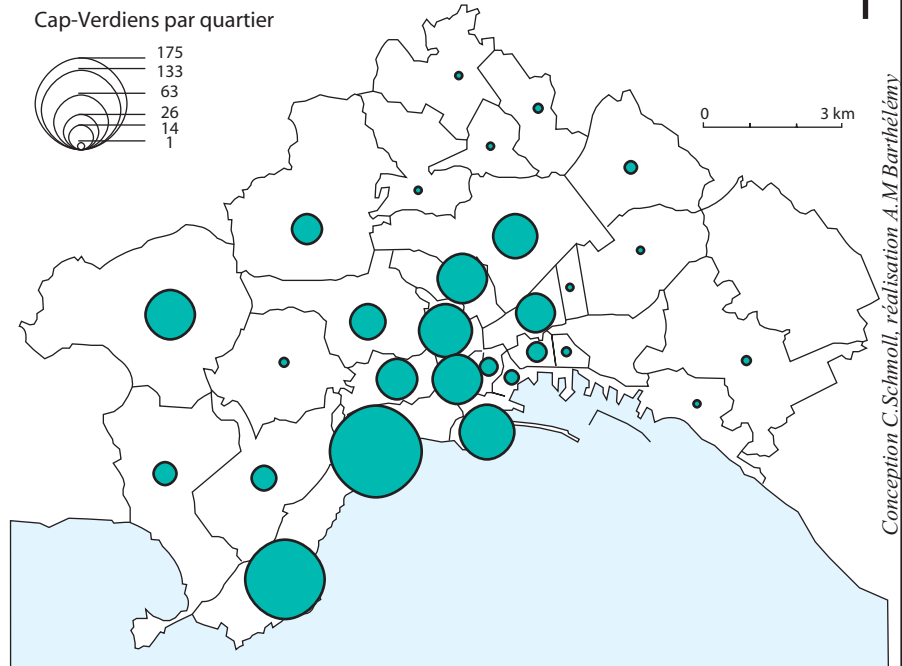 Cap-Verdiens par quartier
175
133
63
26
14
1
0 3 km
Conception C.Schmoll, réalisation A.M Barthélémy